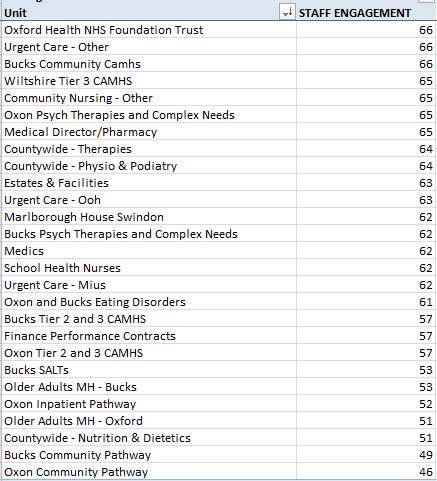 Unit STAFF ENGAGEMENT
Oxford Health NHS Foundation Trust 66
Urgent Care - Other 66
Bucks Community Camhs 66
Wiltshire Tier 3 CAMHS 65
Community Nursing - Other 65
Oxon Psych Therapies and Complex Needs 65
Medical Director/Pharmacy 65
Countywide - Therapies 64
Countywide - Physio & Podiatry 64
Estates & Facilities 63
Urgent Care - Ooh 63
Marlborough House Swindon 62
Bucks Psych Therapies and Complex Needs 62
Medics 62
School Health Nurses 62
Urgent Care - Mius 62
Oxon and Bucks Eating Disorders 61
Bucks Tier 2 and 3 CAMHS 57
Finance Performance Contracts 57
Oxon Tier 2 and 3 CAMHS 57
Bucks SALTs 53
Older Adults MH - Bucks 53
Oxon Inpatient Pathway 52
Older Adults MH - Oxford 51
Countywide - Nutrition & Dietetics 51
Bucks Community Pathway 49
Oxon Community Pathway 46